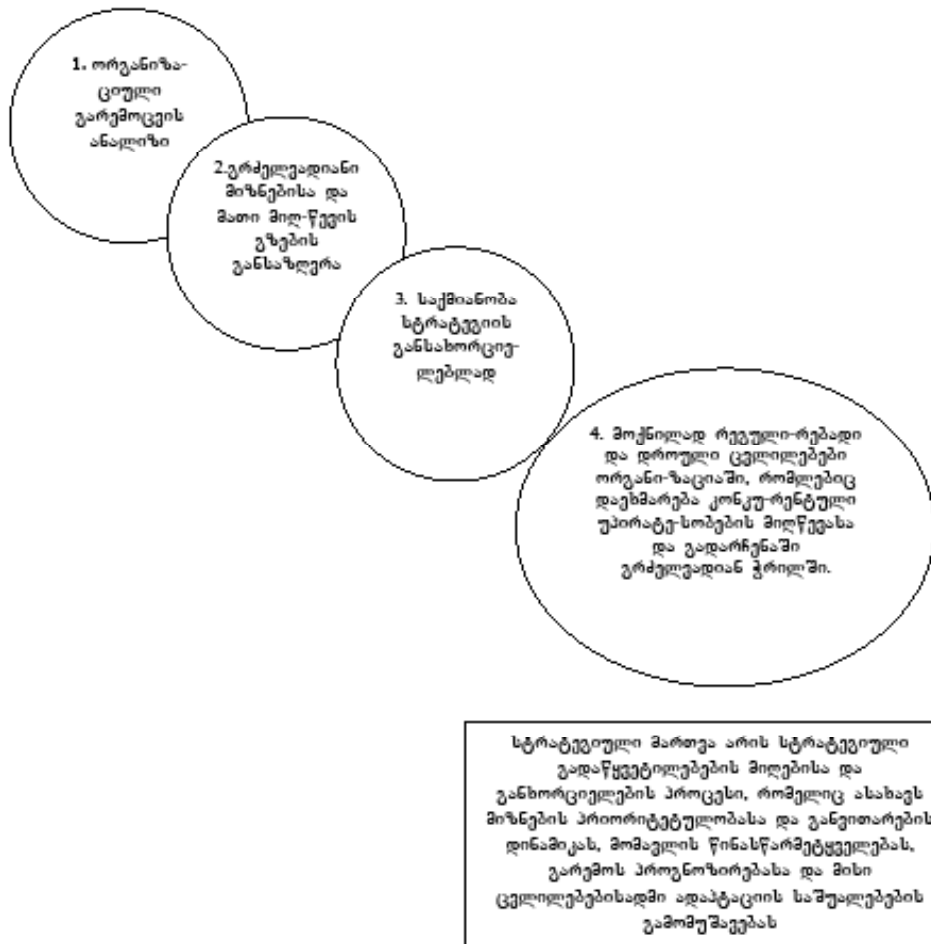 1. ორგანიზა-
ციული
გარემოცვის
ანალიზი
2.გრძელვადიანი
მიზნებისა და
მათი მიღ-წევის
გზების
განსაზღვრა
3. საქმიანობა
სტრატეგიის
განსახორციე-
ლებლად
4. მოქნილად რეგული-რებადი
და დროული ცვლილებები
ორგანი-ზაციაში, რომლებიც
დაეხმარება კონკუ-რენტული
უპირატე-სობების მიღწევასა
და გადარჩენაში
გრძელვადიან ჭრილში.
სტრატეგიული მართვა არის სტრატეგიული
გადაწყვეტილებების მიღებისა და
განხორციელების პროცესი, რომელიც ასახავს
მიზნების პრიორიტეტულობასა და განვითარების
დინამიკას, მომავლის წინასწარმეტყველებას,
გარემოს პროგნოზირებასა და მისი
ცვლილებებისადმი ადაპტაციის საშუალებების
გამომუშავებას